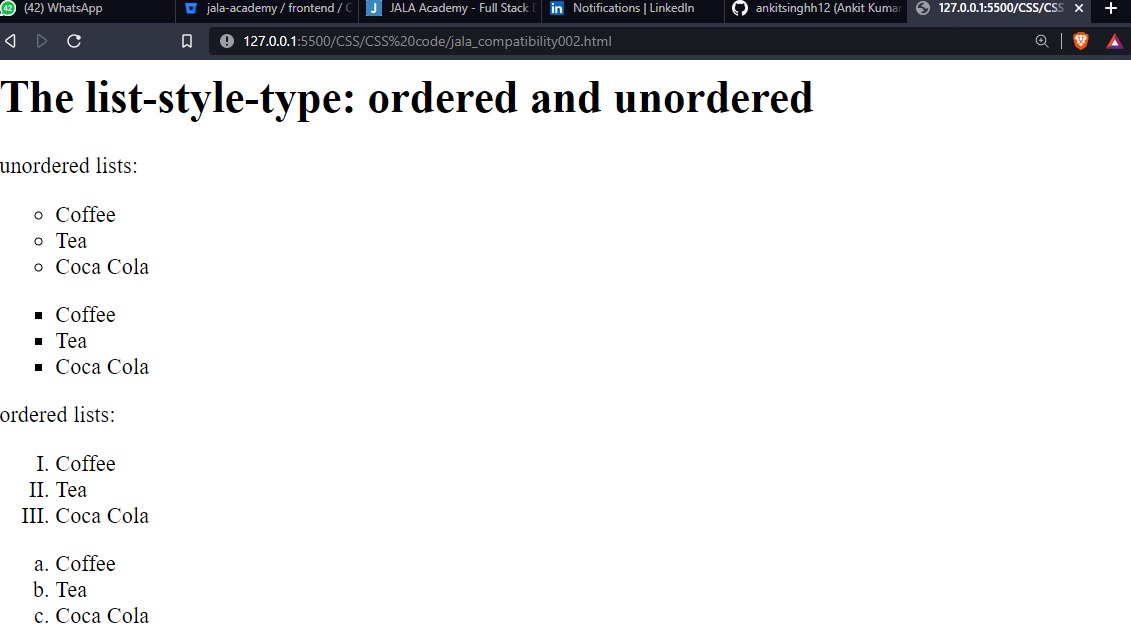 (42) WhatsApp
jala-academy / frontend / C
JALA Academy - Full Stack D
Notifications | LinkedIn
ankitsinghh12 (Ankit Kumar
127.0.0.1:5500/CSS/CSS
127.0.0.1:5500/CSS/CSS%20code/jala_compatibility002.html
The list-style-type: ordered and unordered
unordered lists:
Coffee
Tea
Coca Cola
Coffee
Tea
Coca Cola
ordered lists:
I. Coffee
II. Tea
III. Coca Cola
a. Coffee
b. Tea
c. Coca Cola